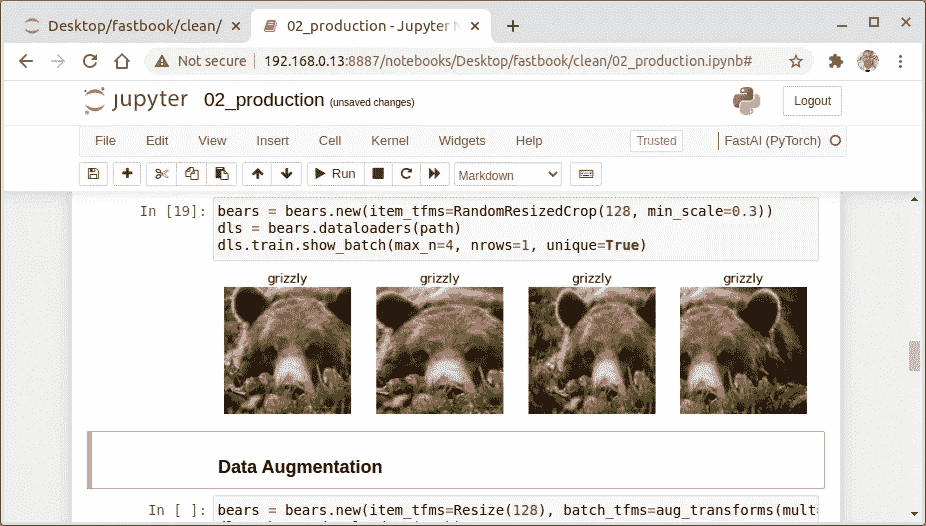 Desktop/fastbook/clean/
02_production - Jupyter N
Not secure
192.168.0.13:8887/notebooks/Desktop/fastbook/clean/02_production.ipynb#
jupyter
02_production
(unsaved changes)
Logout
File Edit View Insert Cell Kernel Widgets Help
Trusted
FastAI (PyTorch)
Run
Markdown
In [19]:
bears = bears.new(item_tfms=RandomResizedCrop(128, min_scale=0.3))
dls = bears.dataloaders(path)
dls.train.show_batch(max_n=4, nrows=1, unique=True)
grizzly grizzly grizzly grizzly
Data Augmentation
In [ ]:
bears = bears.new(item_tfms=Resize(128), batch_tfms=aug_transforms(mult=